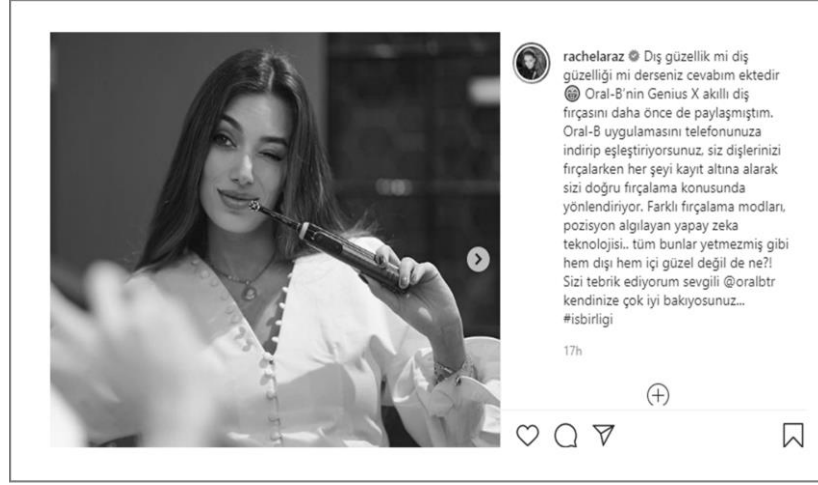 rachelaraz Dış güzellik mi diş
güzelliği mi derseniz cevabım ektedir
😁 Oral-B'nin Genius X akıllı diş
fırçasını daha önce de paylaşmıştım.
Oral-B uygulamasını telefonunuza
indirip eşleştiriyorsunuz, siz dişlerinizi
fırçalarken her şeyi kayıt altına alarak
sizi doğru fırçalama konusunda
yönlendiriyor. Farklı fırçalama modları,
pozisyon algılayan yapay zeka
teknolojisi.. tüm bunlar yetmezmiş gibi
hem dışı hem içi güzel değil de ne?!
Sizi tebrik ediyorum sevgili @oralbtr
kendinize çok iyi bakıyosunuz...
#isbirligi
17h